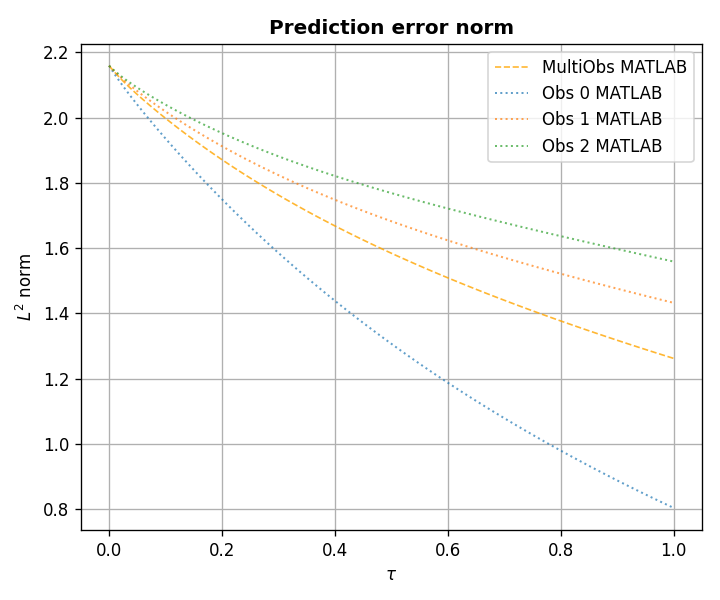 Prediction error norm
MultiObs MATLAB
Obs 0 MATLAB
Obs 1 MATLAB
Obs 2 MATLAB
L² norm
2.2
2.0
1.8
1.6
1.4
1.2
1.0
0.8
0.0 0.2 0.4 0.6 0.8 1.0
τ